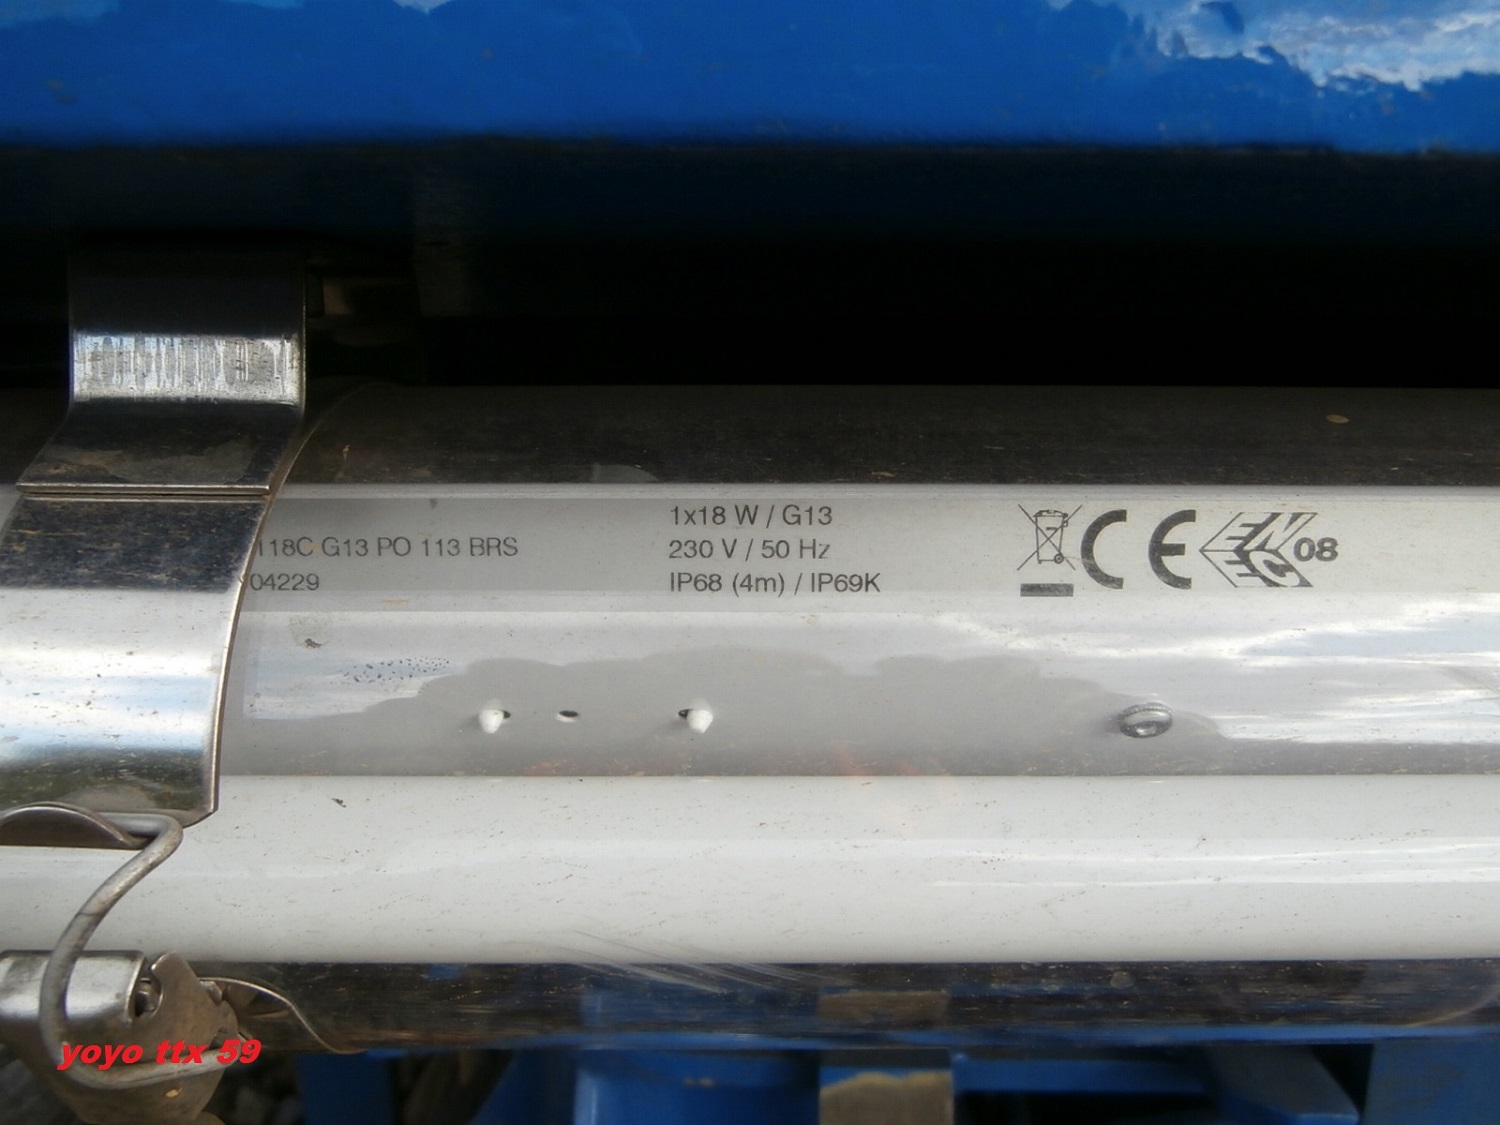 118C G13 PO 113 BRS
04229
1x18 W / G13
230 V / 50 Hz
IP68 (4m) / IP69K
CE
ENEC 08
yoyo ttx 59